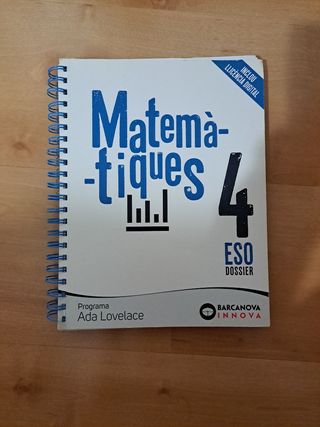 INCLOU
LLICÈNCIA DIGITAL
Matemà-
-tiques
4
ESO
DOSSIER
Programa
Ada Lovelace
BARCANOVA
INNOVA